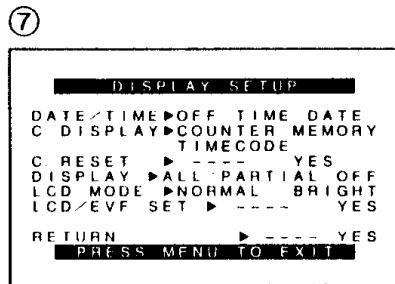 ⑦
DISPLAY SETUP
DATE/TIME▶OFF TIME DATE
C DISPLAY▶COUNTER MEMORY
TIMECODE
C. RESET ▶ ---- YES
DISPLAY ▶ALL PARTIAL OFF
LCD MODE ▶NORMAL BRIGHT
LCD/EVF SET ▶ ---- YES
RETURN ▶ ---- YES
PRESS MENU TO EXIT